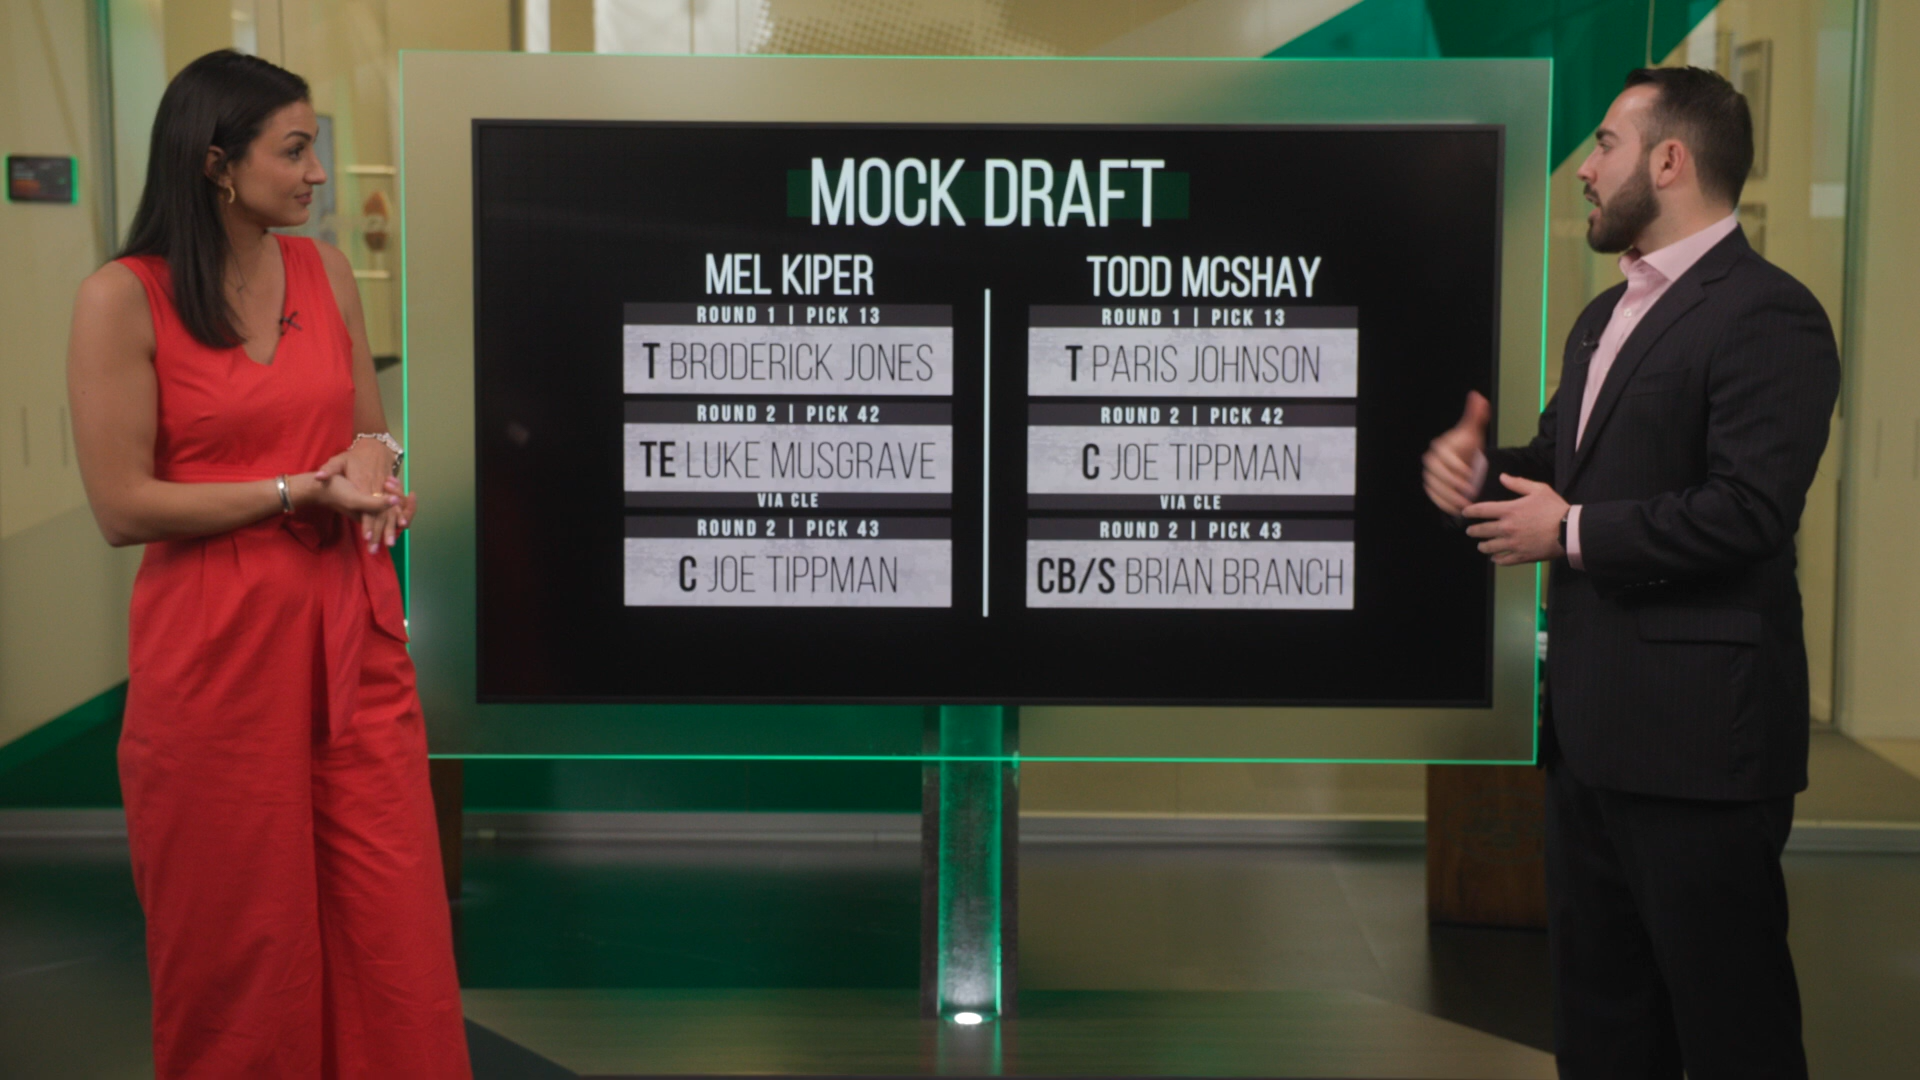 MOCK DRAFT
MEL KIPER
ROUND 1 | PICK 13
T BRODERICK JONES
ROUND 2 | PICK 42
TE LUKE MUSGRAVE
VIA CLE
ROUND 2 | PICK 43
C JOE TIPPMAN
TODD MCSHAY
ROUND 1 | PICK 13
T PARIS JOHNSON
ROUND 2 | PICK 42
C JOE TIPPMAN
VIA CLE
ROUND 2 | PICK 43
CB/S BRIAN BRANCH